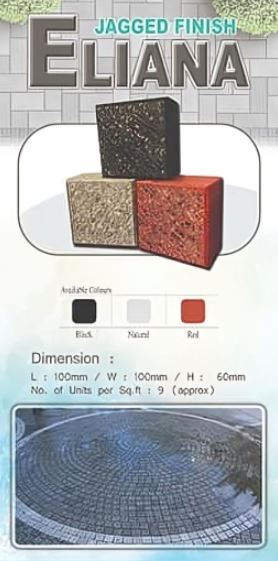 JAGGED FINISH
ELIANA
Available Colours
Black Natural Red
Dimension :
L : 100mm / W : 100mm / H : 60mm
No. of Units per Sq.ft : 9 (approx)